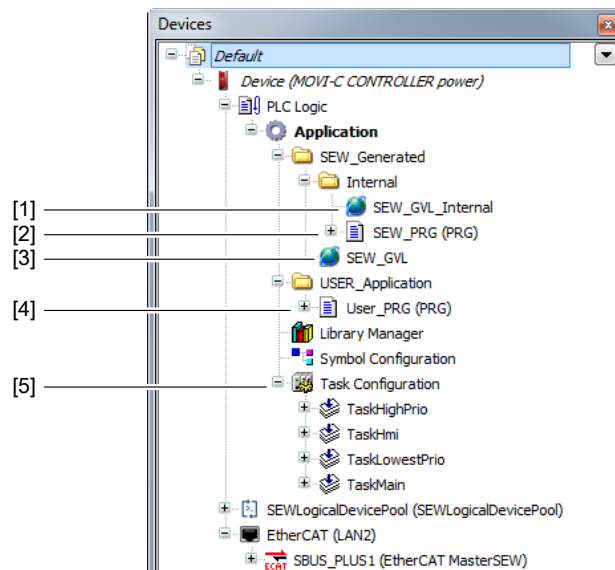 Devices
Default
Device (MOVI-C CONTROLLER power)
PLC Logic
Application
SEW_Generated
Internal
[1] SEW_GVL_Internal
[2] SEW_PRG (PRG)
[3] SEW_GVL
USER_Application
[4] User_PRG (PRG)
Library Manager
Symbol Configuration
[5] Task Configuration
TaskHighPrio
TaskHmi
TaskLowestPrio
TaskMain
SEWLogicalDevicePool (SEWLogicalDevicePool)
EtherCAT (LAN2)
ECAT SBUS_PLUS1 (EtherCAT MasterSEW)